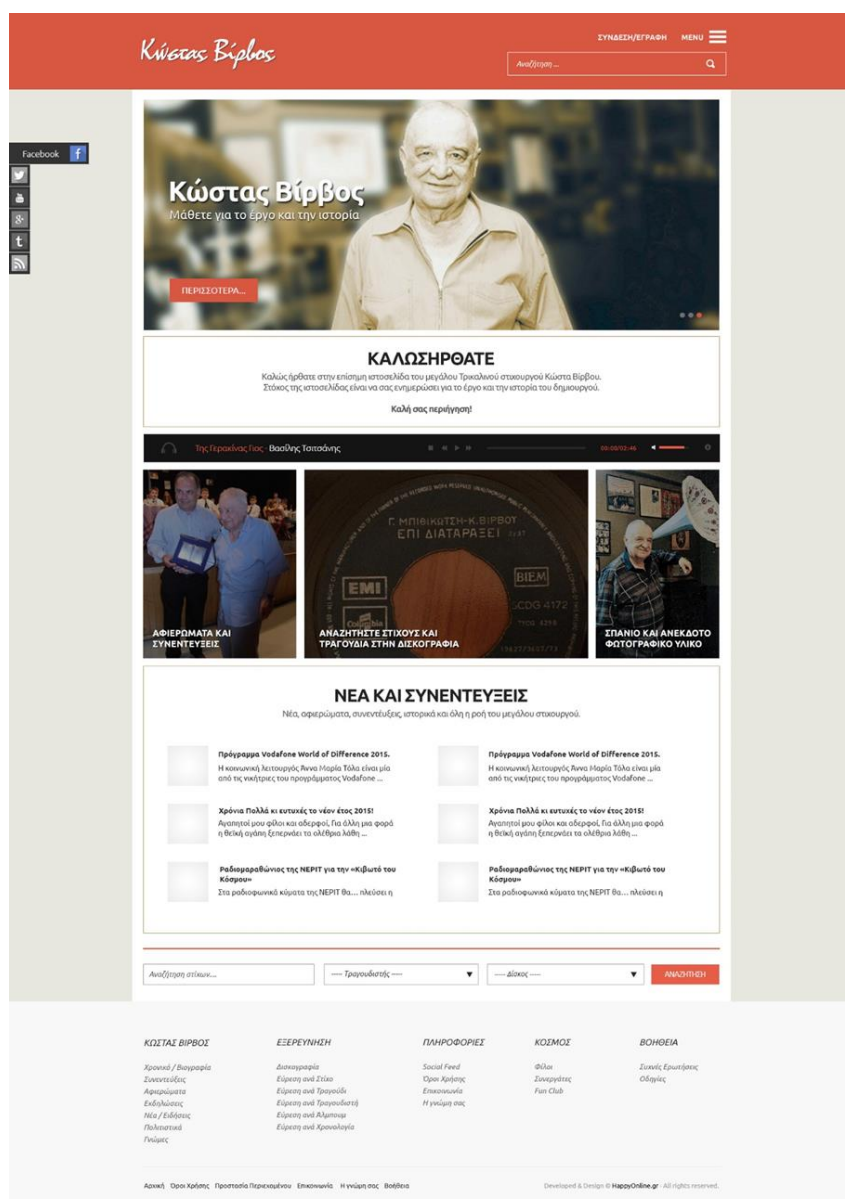 Κώστας Βίρβος
ΣΥΝΔΕΣΗ/ΕΓΡΑΦΗ MENU
Αναζήτηση ...
Facebook
Κώστας Βίρβος
Μάθετε για το έργο και την ιστορία
ΠΕΡΙΣΣΟΤΕΡΑ...
ΚΑΛΩΣΗΡΘΑΤΕ
Καλώς ήρθατε στην επίσημη ιστοσελίδα του μεγάλου Τρικαλινού στιχουργού Κώστα Βίρβου.
Στόχος της ιστοσελίδας είναι να σας ενημερώσει για το έργο και την ιστορία του δημιουργού.
Καλή σας περιήγηση!
Της Γερακίνας Γιος - Βασίλης Τσιτσάνης
00:00/02:46
Γ. ΜΠΙΘΙΚΩΤΣΗ-Κ.ΒΙΡΒΟΥ
ΕΠΙ ΔΙΑΤΑΡΑΞΕΙ
EMI
BIEM
Columbia
SCDG 4172
ΑΦΙΕΡΩΜΑΤΑ ΚΑΙ
ΣΥΝΕΝΤΕΥΞΕΙΣ
ΑΝΑΖΗΤΗΣΤΕ ΣΤΙΧΟΥΣ ΚΑΙ
ΤΡΑΓΟΥΔΙΑ ΣΤΗΝ ΔΙΣΚΟΓΡΑΦΙΑ
ΣΠΑΝΙΟ ΚΑΙ ΑΝΕΚΔΟΤΟ
ΦΩΤΟΓΡΑΦΙΚΟ ΥΛΙΚΟ
ΝΕΑ ΚΑΙ ΣΥΝΕΝΤΕΥΞΕΙΣ
Νέα, αφιερώματα, συνεντεύξεις, ιστορικά και όλη η ροή του μεγάλου στιχουργού.
Πρόγραμμα Vodafone World of Difference 2015.
Η κοινωνική λειτουργός Άννα Μαρία Τόλα είναι μία
από τις νικήτριες του προγράμματος Vodafone ...
Χρόνια Πολλά κι ευτυχές το νέον έτος 2015!
Αγαπητοί μου φίλοι και αδερφοί, Για άλλη μια φορά
η θεϊκή αγάπη ξεπερνάει τα ολέθρια λάθη ...
Ραδιομαραθώνιος της ΝΕΡΙΤ για την «Κιβωτό του
Κόσμου»
Στα ραδιοφωνικά κύματα της ΝΕΡΙΤ θα… πλεύσει η
Πρόγραμμα Vodafone World of Difference 2015.
Η κοινωνική λειτουργός Άννα Μαρία Τόλα είναι μία
από τις νικήτριες του προγράμματος Vodafone ...
Χρόνια Πολλά κι ευτυχές το νέον έτος 2015!
Αγαπητοί μου φίλοι και αδερφοί, Για άλλη μια φορά
η θεϊκή αγάπη ξεπερνάει τα ολέθρια λάθη ...
Ραδιομαραθώνιος της ΝΕΡΙΤ για την «Κιβωτό του
Κόσμου»
Στα ραδιοφωνικά κύματα της ΝΕΡΙΤ θα… πλεύσει η
Αναζήτηση στίχων...
---- Τραγουδιστής ----
---- Δίσκος ----
ΑΝΑΖΗΤΗΣΗ
ΚΩΣΤΑΣ ΒΙΡΒΟΣ
Χρονικό / Βιογραφία
Συνεντεύξεις
Αφιερώματα
Εκδηλώσεις
Νέα / Ειδήσεις
Πολιτιστικά
Γνώμες
ΕΞΕΡΕΥΝΗΣΗ
Δισκογραφία
Εύρεση ανά Στίχο
Εύρεση ανά Τραγούδι
Εύρεση ανά Τραγουδιστή
Εύρεση ανά Άλμπουμ
Εύρεση ανά Χρονολογία
ΠΛΗΡΟΦΟΡΙΕΣ
Social Feed
Όροι Χρήσης
Επικοινωνία
Η γνώμη σας
ΚΟΣΜΟΣ
Φίλοι
Συνεργάτες
Fun Club
ΒΟΗΘΕΙΑ
Συχνές Ερωτήσεις
Οδηγίες
Αρχική Όροι Χρήσης Προστασία Περιεχομένου Επικοινωνία Η γνώμη σας Βοήθεια
Developed & Design © HappyOnline.gr - All rights reserved.